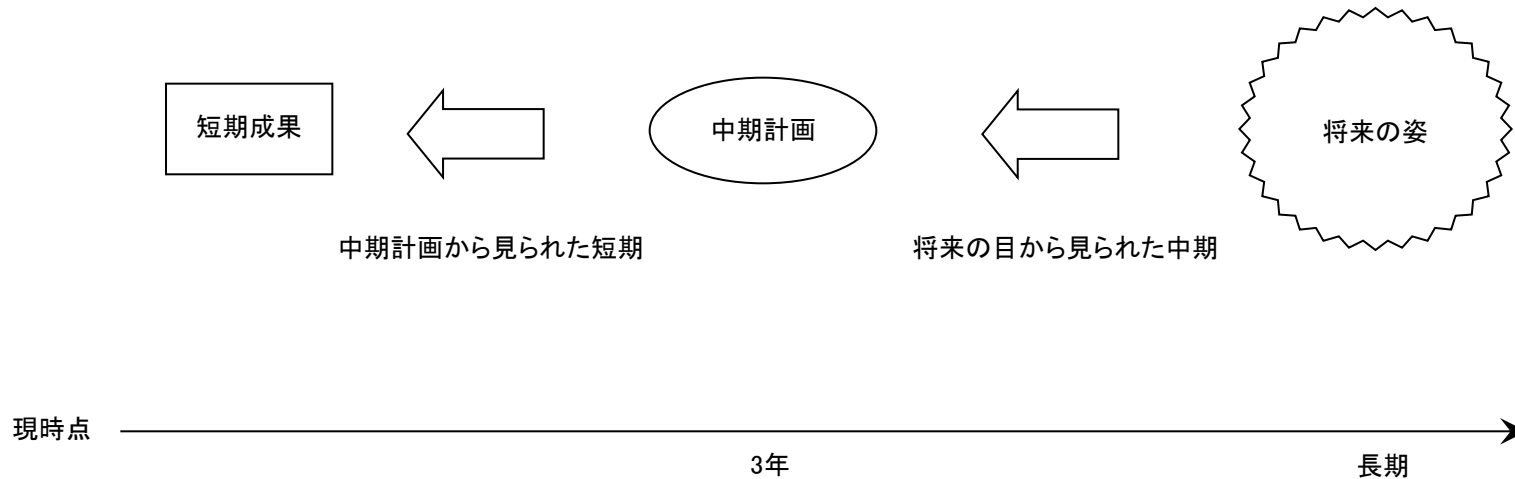 短期成果
中期計画
将来の姿
中期計画から見られた短期
将来の目から見られた中期
現時点
3年
長期